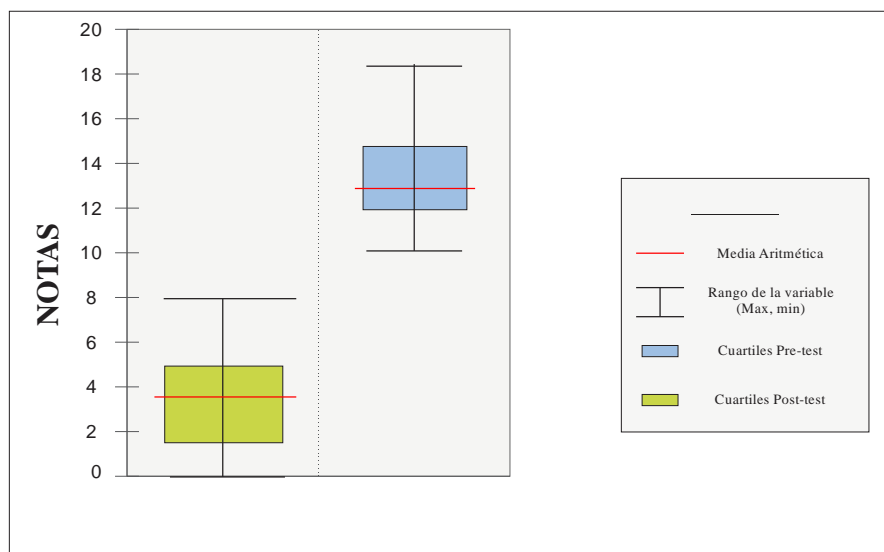 20
18
16
14
12
10
8
6
4
2
0
NOTAS
Media Aritmética
Rango de la variable
(Max, min)
Cuartiles Pre-test
Cuartiles Post-test